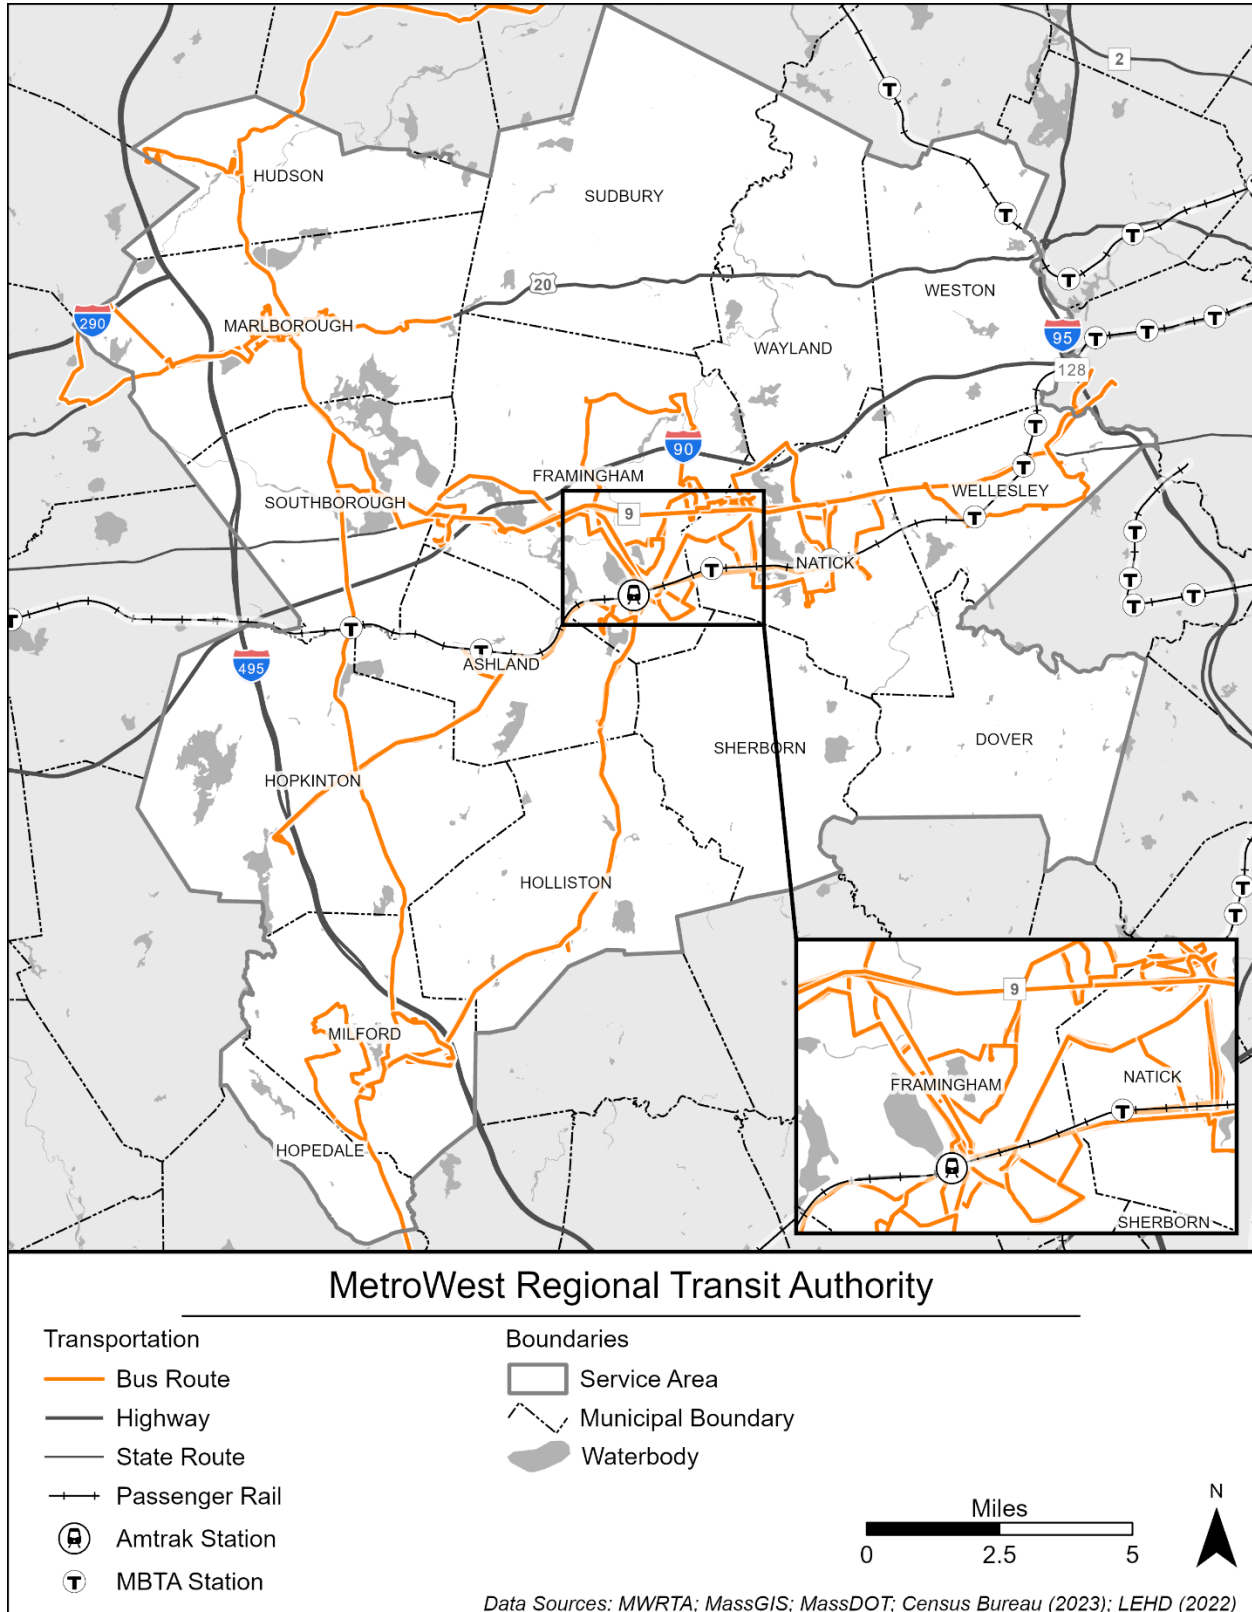 2
HUDSON
SUDBURY
20
WESTON
290
MARLBOROUGH
95
WAYLAND
128
90
FRAMINGHAM
SOUTHBOROUGH
WELLESLEY
9
NATICK
T
495
ASHLAND
SHERBORN
DOVER
HOPKINTON
HOLLISTON
MILFORD
HOPEDALE
9
FRAMINGHAM
NATICK
T
SHERBORN
MetroWest Regional Transit Authority
Transportation
Bus Route
Highway
State Route
Passenger Rail
Amtrak Station
T MBTA Station
Boundaries
Service Area
Municipal Boundary
Waterbody
Miles
0 2.5 5
N
Data Sources: MWRTA; MassGIS; MassDOT; Census Bureau (2023); LEHD (2022)